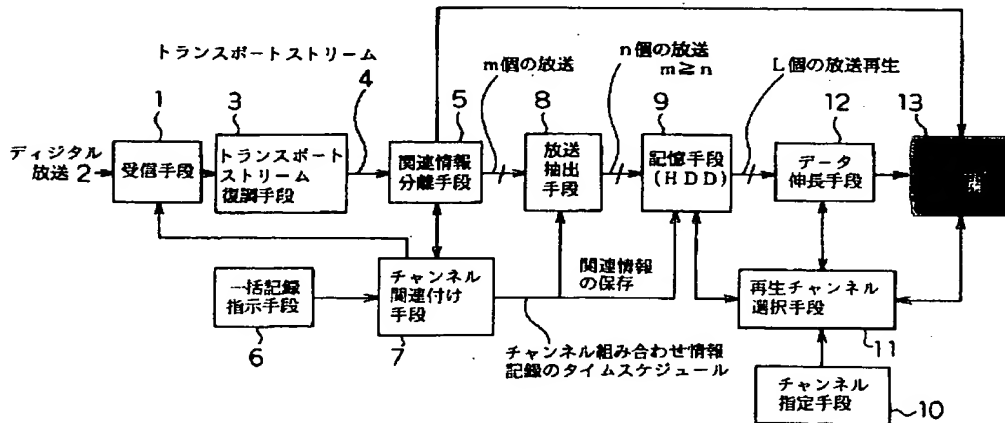 トランスポートストリーム
m個の放送
n個の放送
m≧n
L個の放送再生
1
3
4
5
8
9
12
13
ディジタル
放送 2
受信手段
トランスポート
ストリーム
復調手段
関連情報
分離手段
放送
抽出
手段
記憶手段
(HDD)
データ
伸長手段
一括記録
指示手段
6
チャンネル
関連付け
手段
7
関連情報
の保存
チャンネル組み合わせ情報
記録のタイムスケジュール
再生チャンネル
選択手段
11
チャンネル
指定手段
10